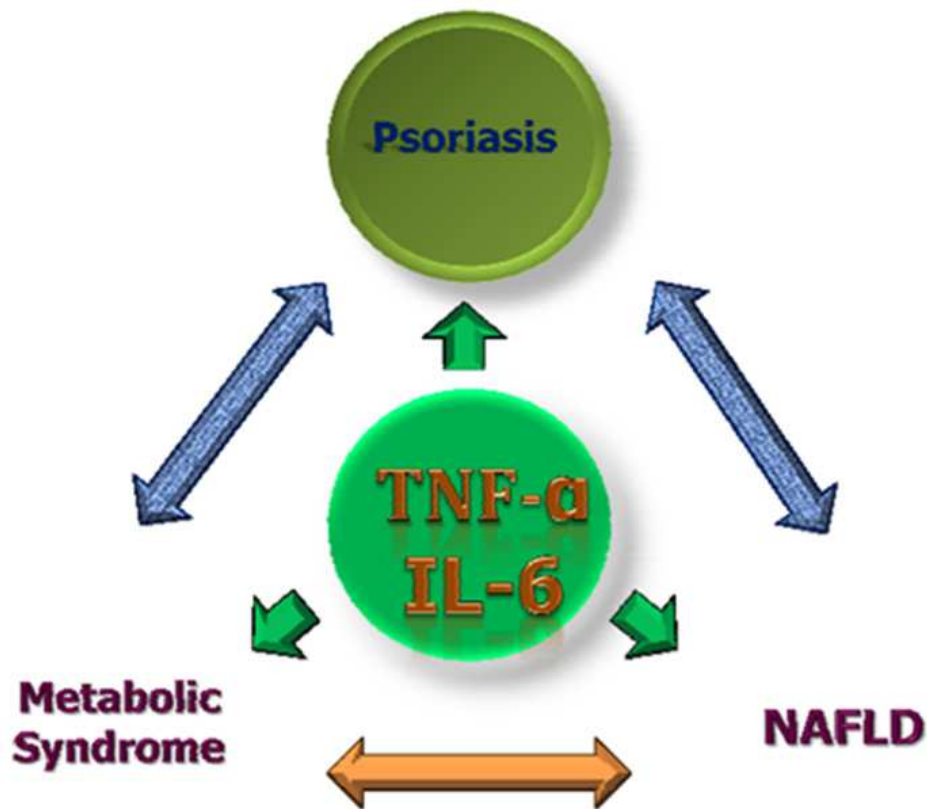 Psoriasis
TNF-α
IL-6
Metabolic
Syndrome
NAFLD